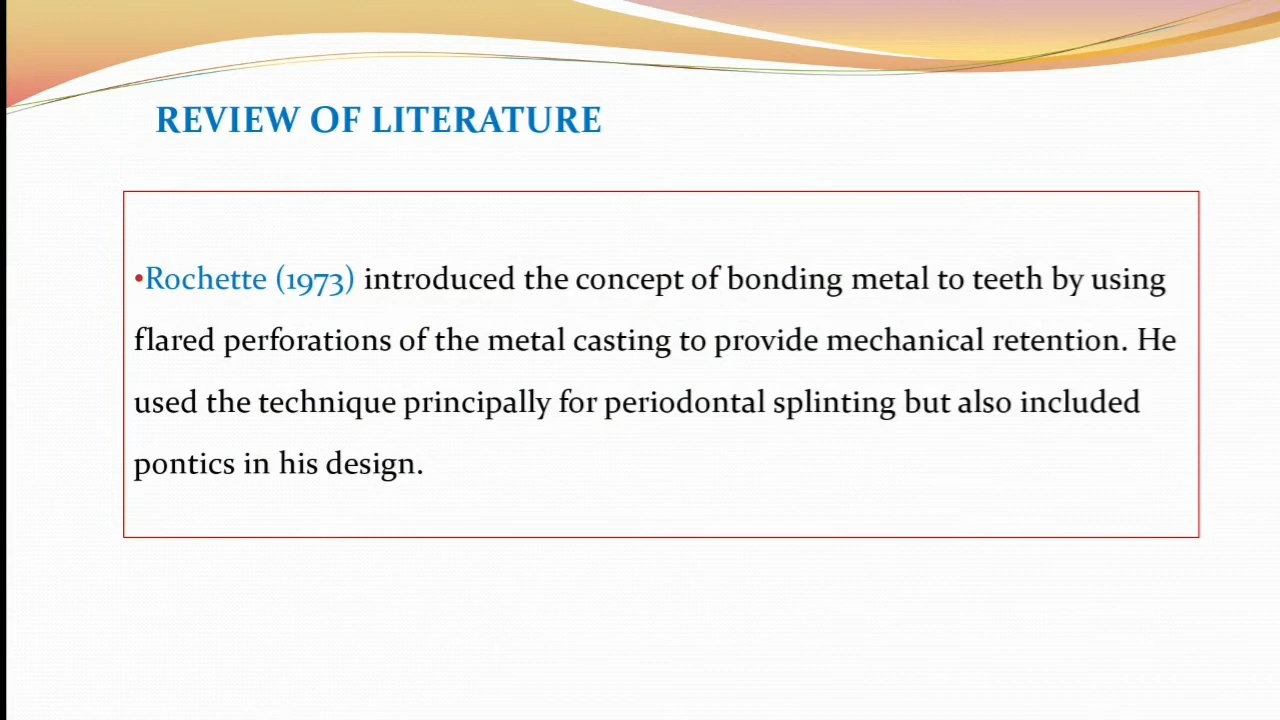 REVIEW OF LITERATURE
•Rochette (1973) introduced the concept of bonding metal to teeth by using
flared perforations of the metal casting to provide mechanical retention. He
used the technique principally for periodontal splinting but also included
pontics in his design.